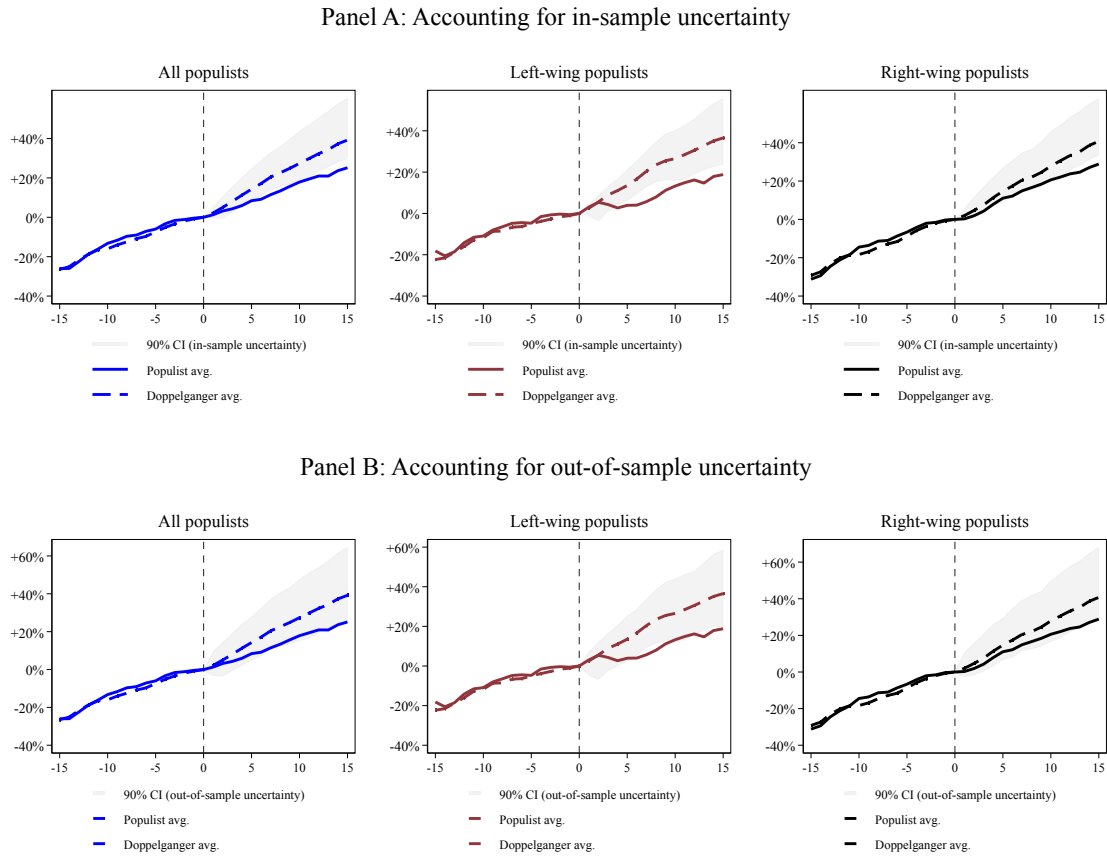 Panel A: Accounting for in-sample uncertainty
All populists
Left-wing populists
Right-wing populists
+40%
+20%
0%
-20%
-40%
-15 -10 -5 0 5 10 15
90% CI (in-sample uncertainty)
Populist avg.
Doppelganger avg.
+40%
+20%
0%
-20%
-40%
-15 -10 -5 0 5 10 15
90% CI (in-sample uncertainty)
Populist avg.
Doppelganger avg.
+40%
+20%
0%
-20%
-40%
-15 -10 -5 0 5 10 15
90% CI (in-sample uncertainty)
Populist avg.
Doppelganger avg.
Panel B: Accounting for out-of-sample uncertainty
All populists
Left-wing populists
Right-wing populists
+60%
+40%
+20%
0%
-20%
-40%
-15 -10 -5 0 5 10 15
90% CI (out-of-sample uncertainty)
Populist avg.
Doppelganger avg.
+60%
+40%
+20%
0%
-20%
-40%
-15 -10 -5 0 5 10 15
90% CI (out-of-sample uncertainty)
Populist avg.
Doppelganger avg.
+60%
+40%
+20%
0%
-20%
-40%
-15 -10 -5 0 5 10 15
90% CI (out-of-sample uncertainty)
Populist avg.
Doppelganger avg.